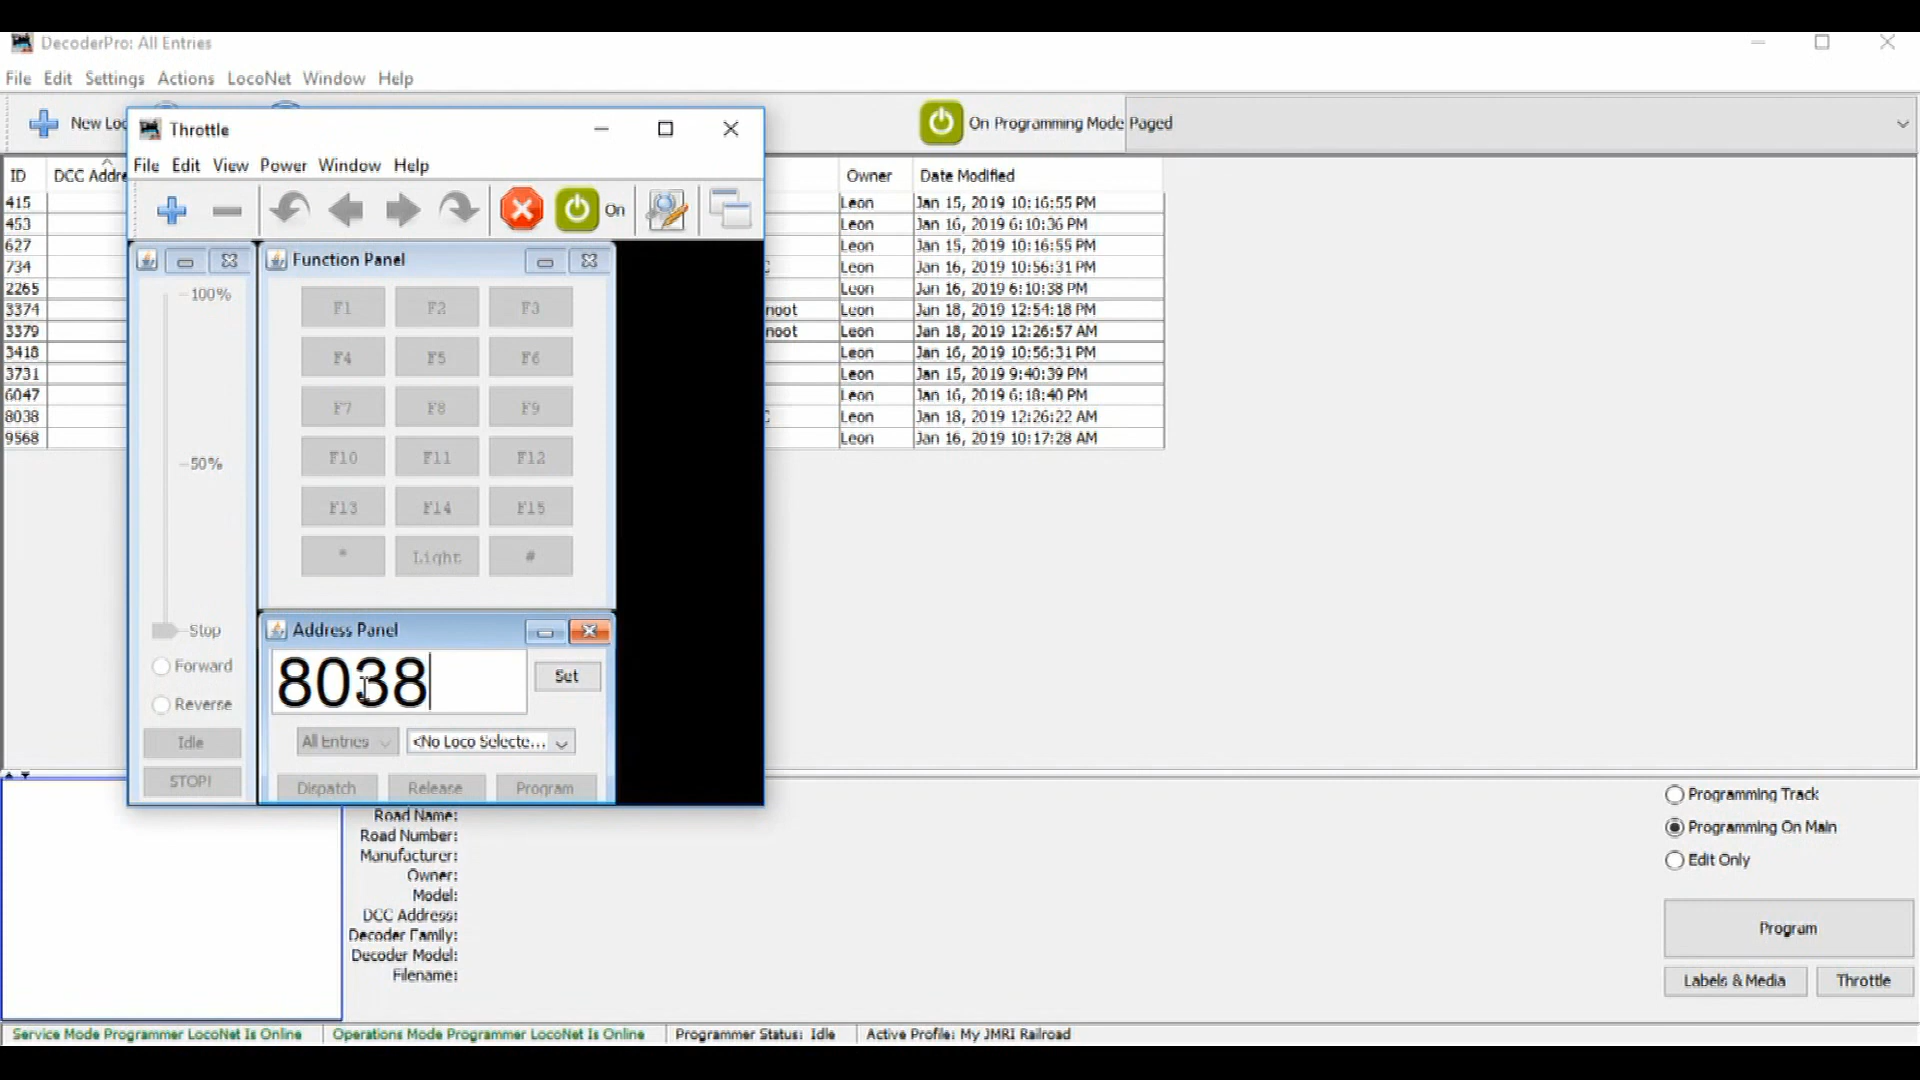 DecoderPro: All Entries
File Edit Settings Actions LocoNet Window Help
New Loc
On Programming Mode Paged
Throttle
File Edit View Power Window Help
On
ID DCC Addre Owner Date Modified
415 Leon Jan 15, 2019 10:16:55 PM
453 Leon Jan 16, 2019 6:10:36 PM
627 Leon Jan 15, 2019 10:16:55 PM
734 Leon Jan 16, 2019 10:56:31 PM
2265 Leon Jan 16, 2019 6:10:38 PM
3374 noot Leon Jan 18, 2019 12:54:18 PM
3379 noot Leon Jan 18, 2019 12:26:57 AM
3418 Leon Jan 16, 2019 10:56:31 PM
3731 Leon Jan 15, 2019 9:40:39 PM
6047 Leon Jan 16, 2019 6:18:40 PM
8038 Leon Jan 18, 2019 12:26:22 AM
9568 Leon Jan 16, 2019 10:17:28 AM
100%
50%
Stop
Forward
Reverse
Idle
STOP!
Function Panel
F1 F2 F3
F4 F5 F6
F7 F8 F9
F10 F11 F12
F13 F14 F15
* Light #
Address Panel
8038 Set
All Entries <No Loco Selecte...
Dispatch Release Program
Road Name:
Road Number:
Manufacturer:
Owner:
Model:
DCC Address:
Decoder Family:
Decoder Model:
Filename:
Programming Track
Programming On Main
Edit Only
Program
Labels & Media Throttle
Service Mode Programmer LocoNet Is Online Operations Mode Programmer LocoNet Is Online Programmer Status: Idle Active Profile: My JMRI Railroad